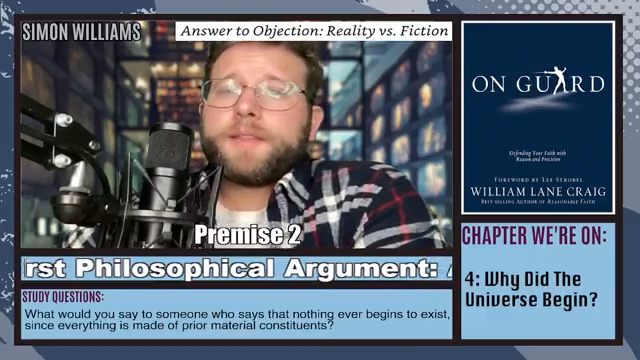 SIMON WILLIAMS
Answer to Objection: Reality vs. Fiction
Premise 2
rst Philosophical Argument:
STUDY QUESTIONS:
What would you say to someone who says that nothing ever begins to exist,
since everything is made of prior material constituents?
ON GUARD
Defending Your Faith with
Reason and Precision
FOREWORD BY LEE STROBEL
WILLIAM LANE CRAIG
BEST-SELLING AUTHOR OF REASONABLE FAITH
CHAPTER WE'RE ON:
4: Why Did The
Universe Begin?